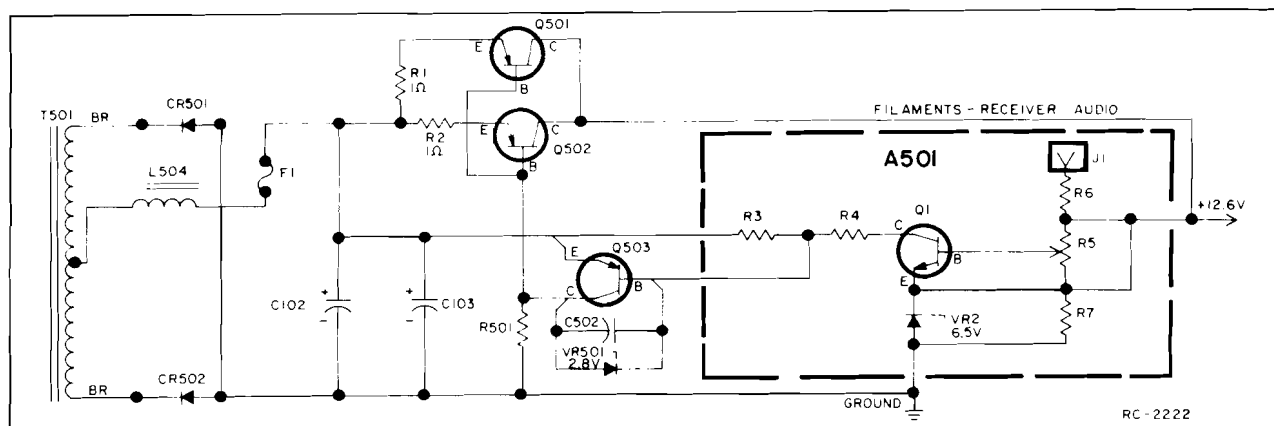 Q501
E
C
B
R1
1Ω
T501
BR
CR501
R2
1Ω
E
C
Q502
B
FILAMENTS - RECEIVER AUDIO
A501
J1
L504
F1
R6
+12.6V
R3
R4
Q1
C
B
E
R5
Q503
E
C
B
C102
+
-
C103
+
-
R501
C502
VR501
2.8V
VR2
6.5V
R7
BR
CR502
GROUND
RC-2222